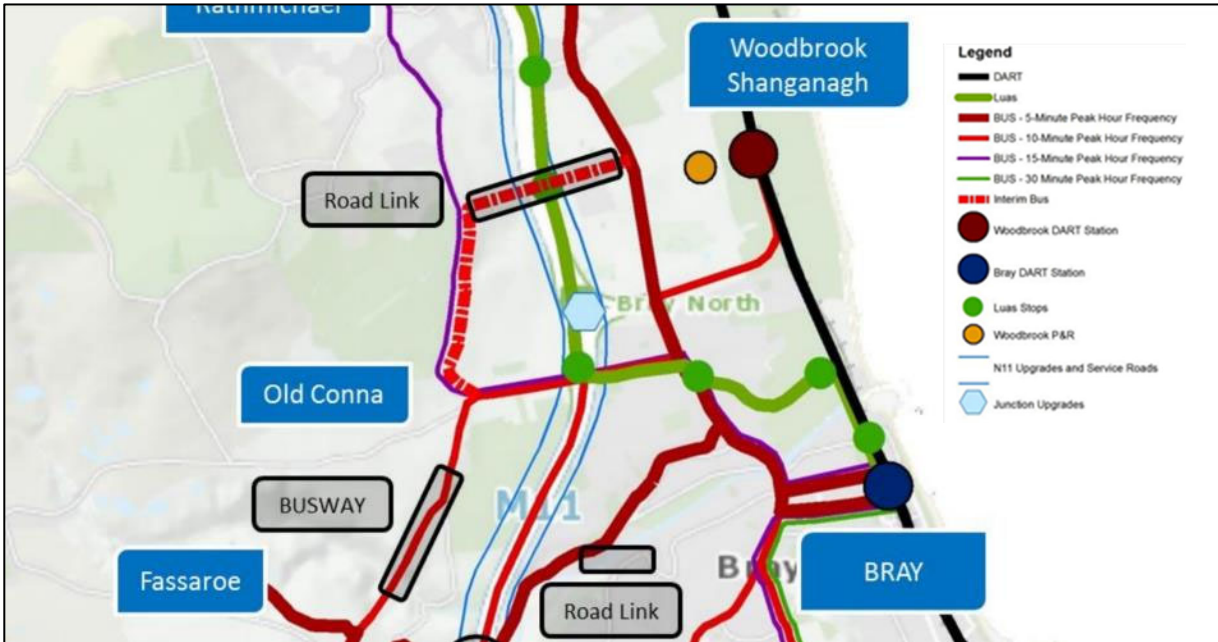 Rathmichael
Woodbrook
Shanganagh
Legend
DART
Luas
BUS - 5-Minute Peak Hour Frequency
BUS - 10-Minute Peak Hour Frequency
BUS - 15-Minute Peak Hour Frequency
BUS - 30 Minute Peak Hour Frequency
Interim Bus
Woodbrook DART Station
Bray DART Station
Luas Stops
Woodbrook P&R
N11 Upgrades and Service Roads
Junction Upgrades
Road Link
Bray North
Old Conna
BUSWAY
M11
Fassaroe
Road Link
Bray
BRAY